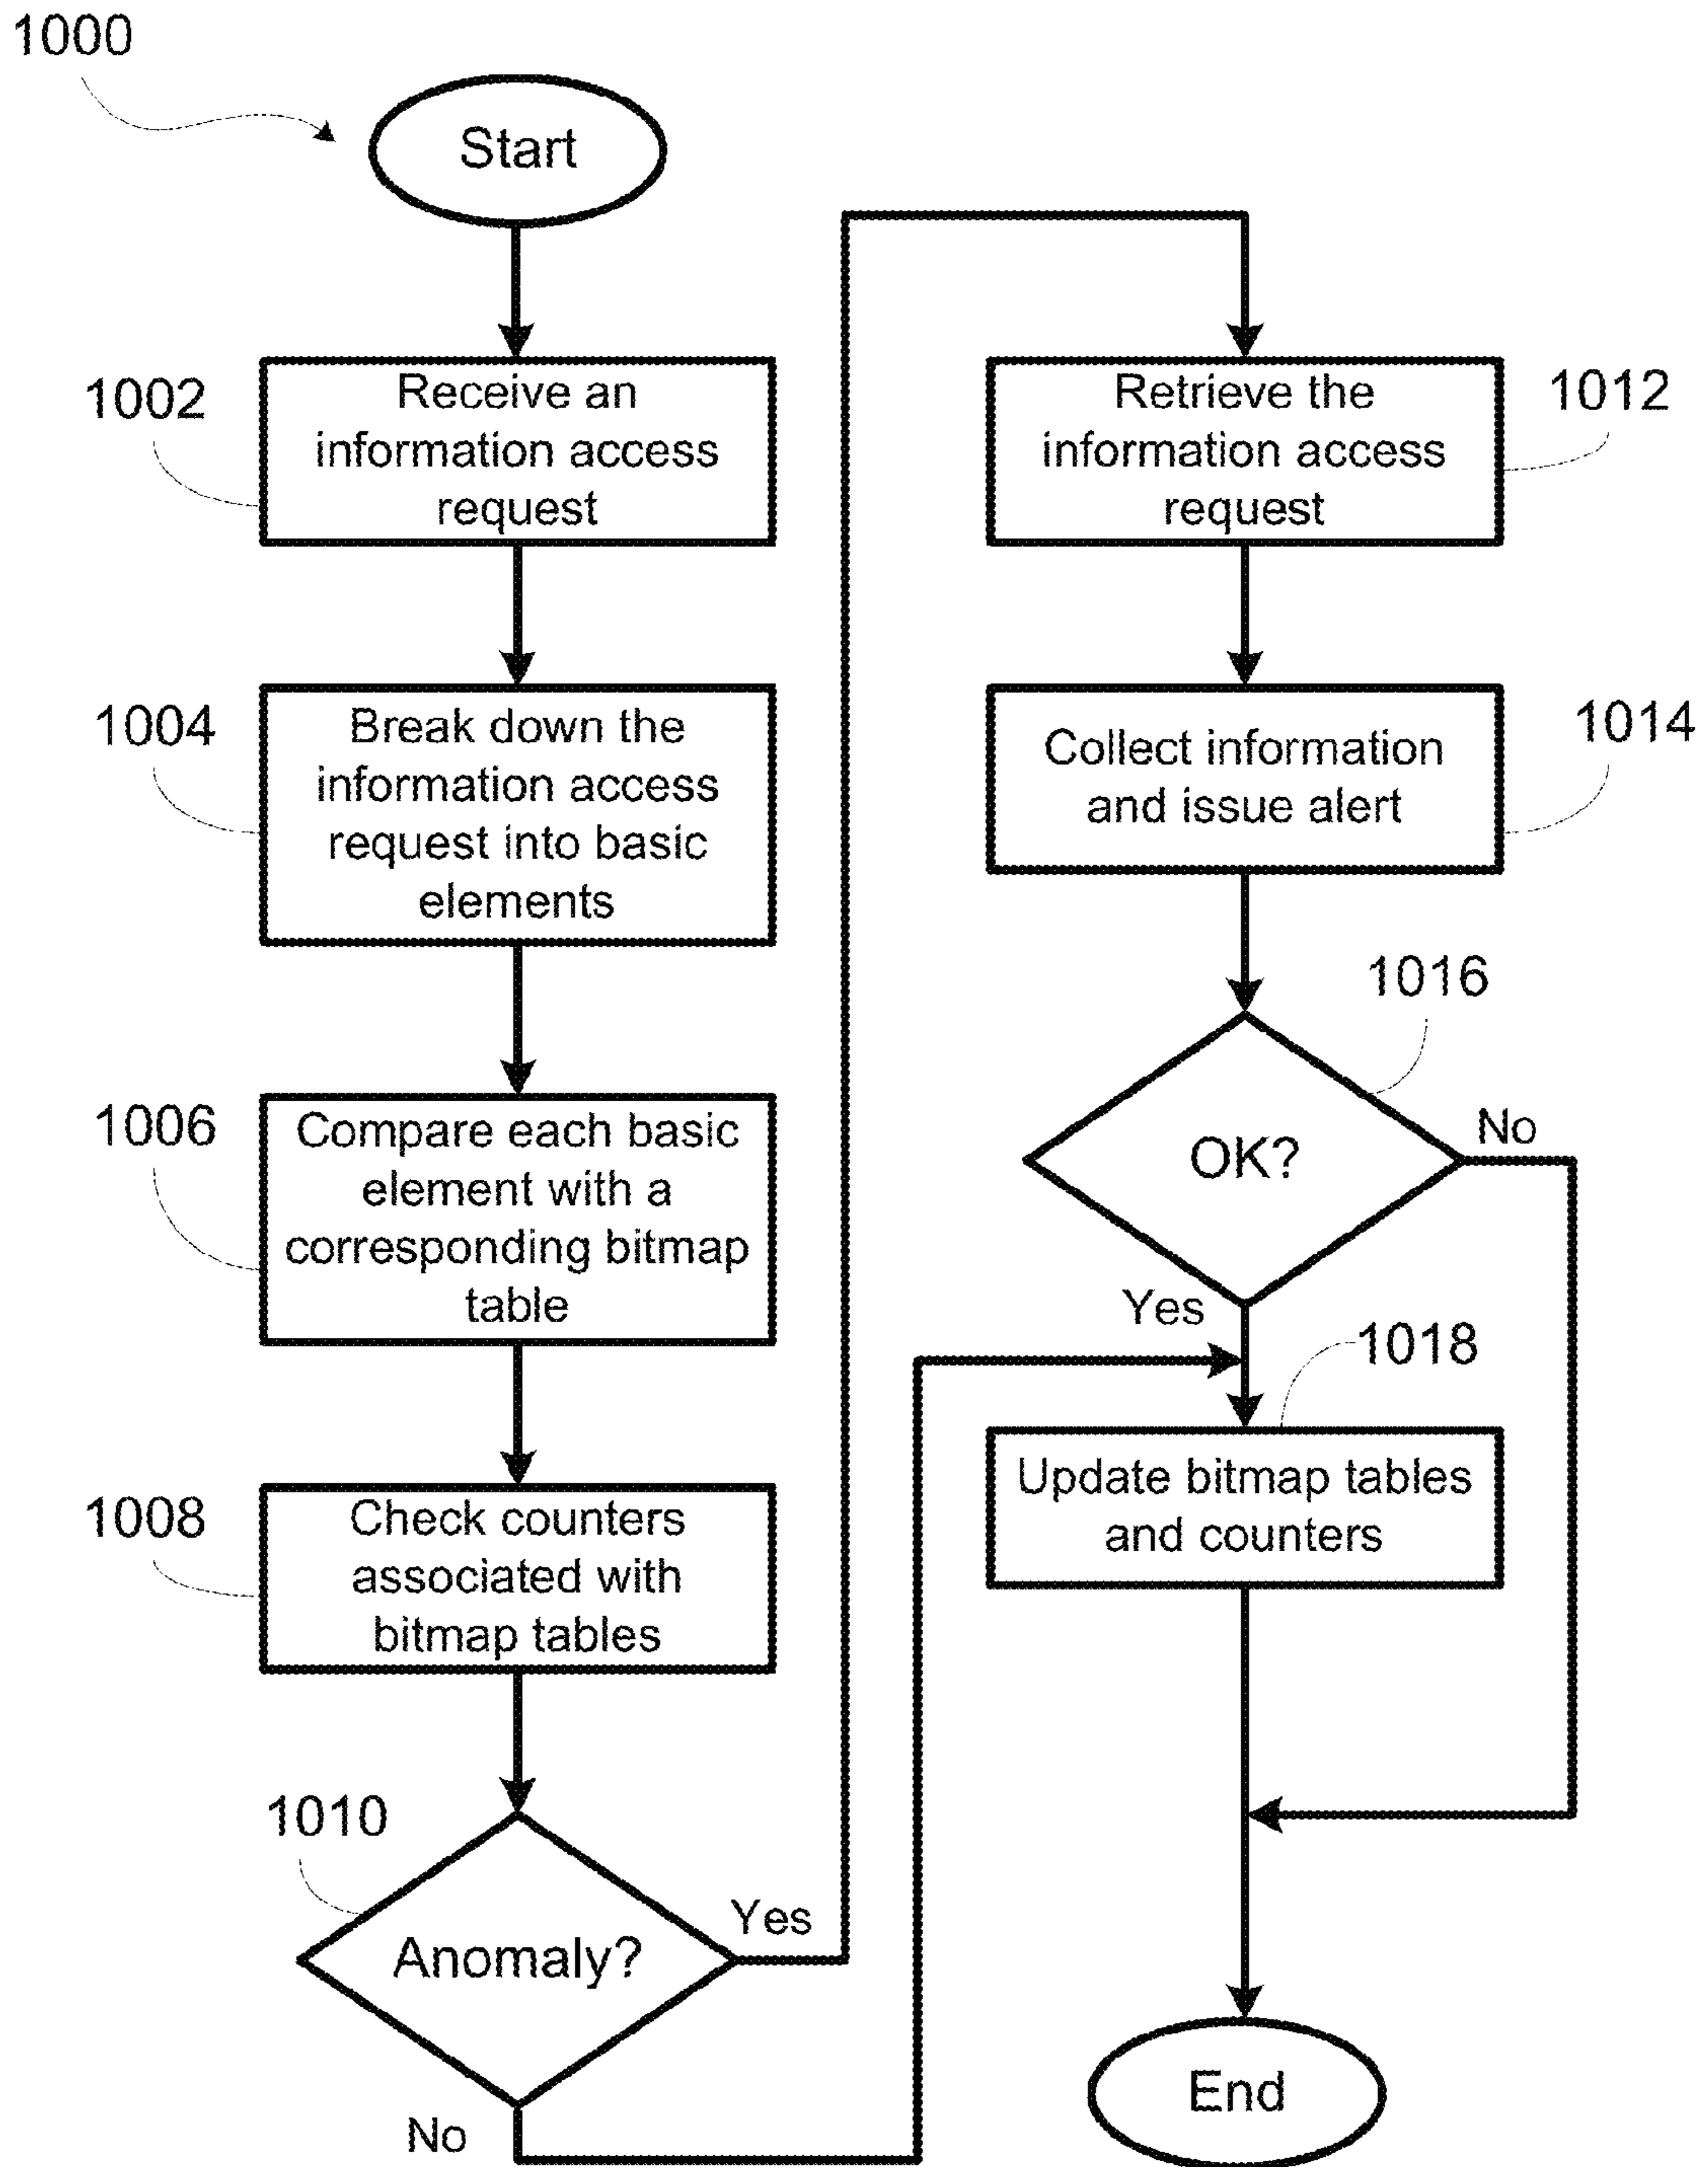 1000
Start
1002
Receive an
information access
request
1004
Break down the
information access
request into basic
elements
1006
Compare each basic
element with a
corresponding bitmap
table
1008
Check counters
associated with
bitmap tables
1010
Anomaly?
Yes
No
Retrieve the
information access
request
1012
Collect information
and issue alert
1014
1016
OK?
No
Yes
1018
Update bitmap tables
and counters
End